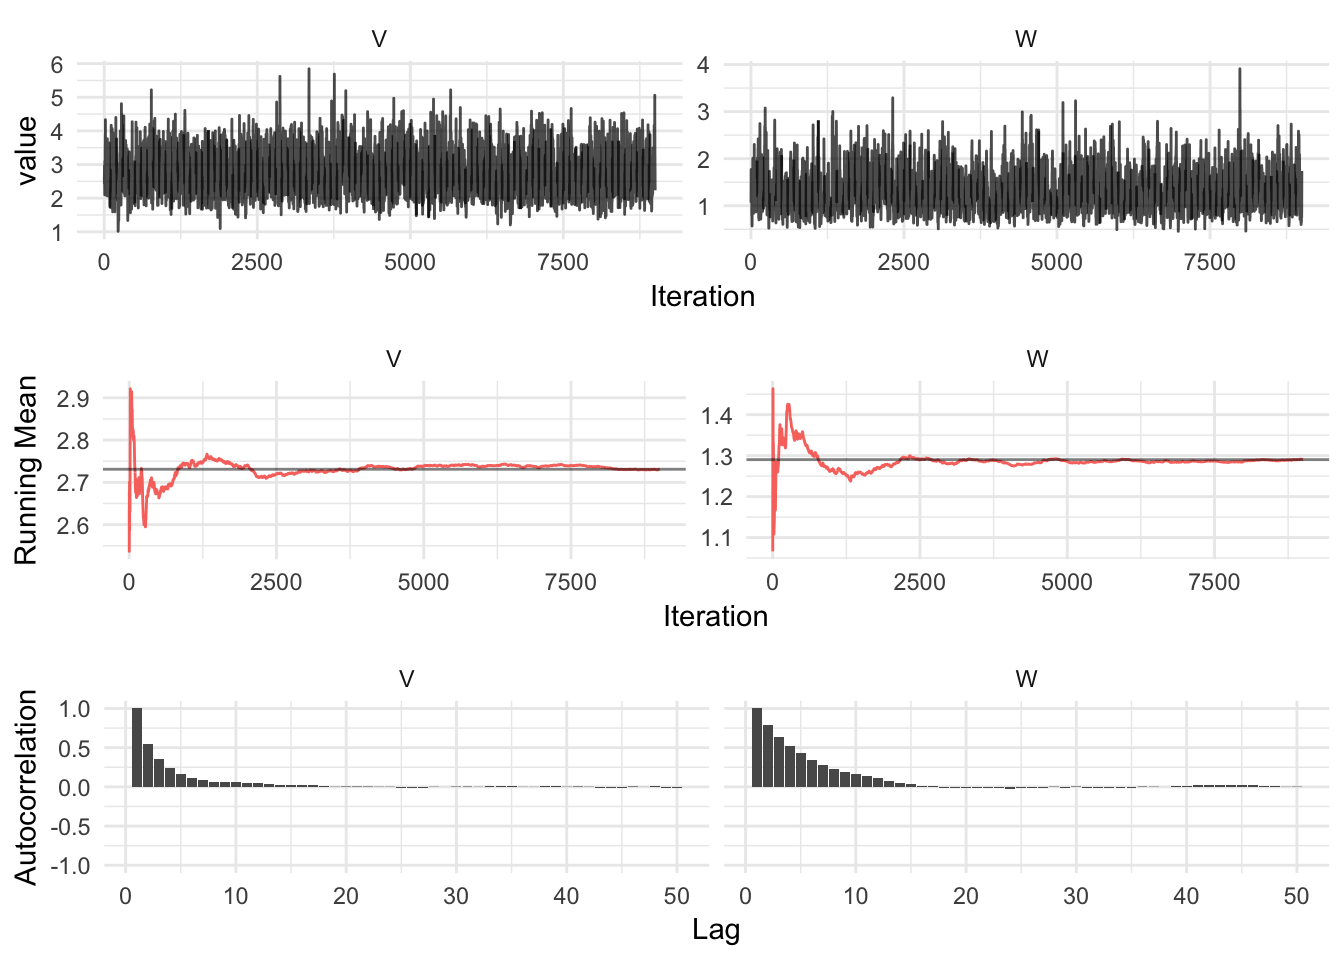 V W
value
6
5
4
3
2
1
4
3
2
1
0 2500 5000 7500 0 2500 5000 7500
Iteration
V W
Running Mean
2.9
2.8
2.7
2.6
1.4
1.3
1.2
1.1
0 2500 5000 7500 0 2500 5000 7500
Iteration
V W
Autocorrelation
1.0
0.5
0.0
-0.5
-1.0
0 10 20 30 40 50 0 10 20 30 40 50
Lag